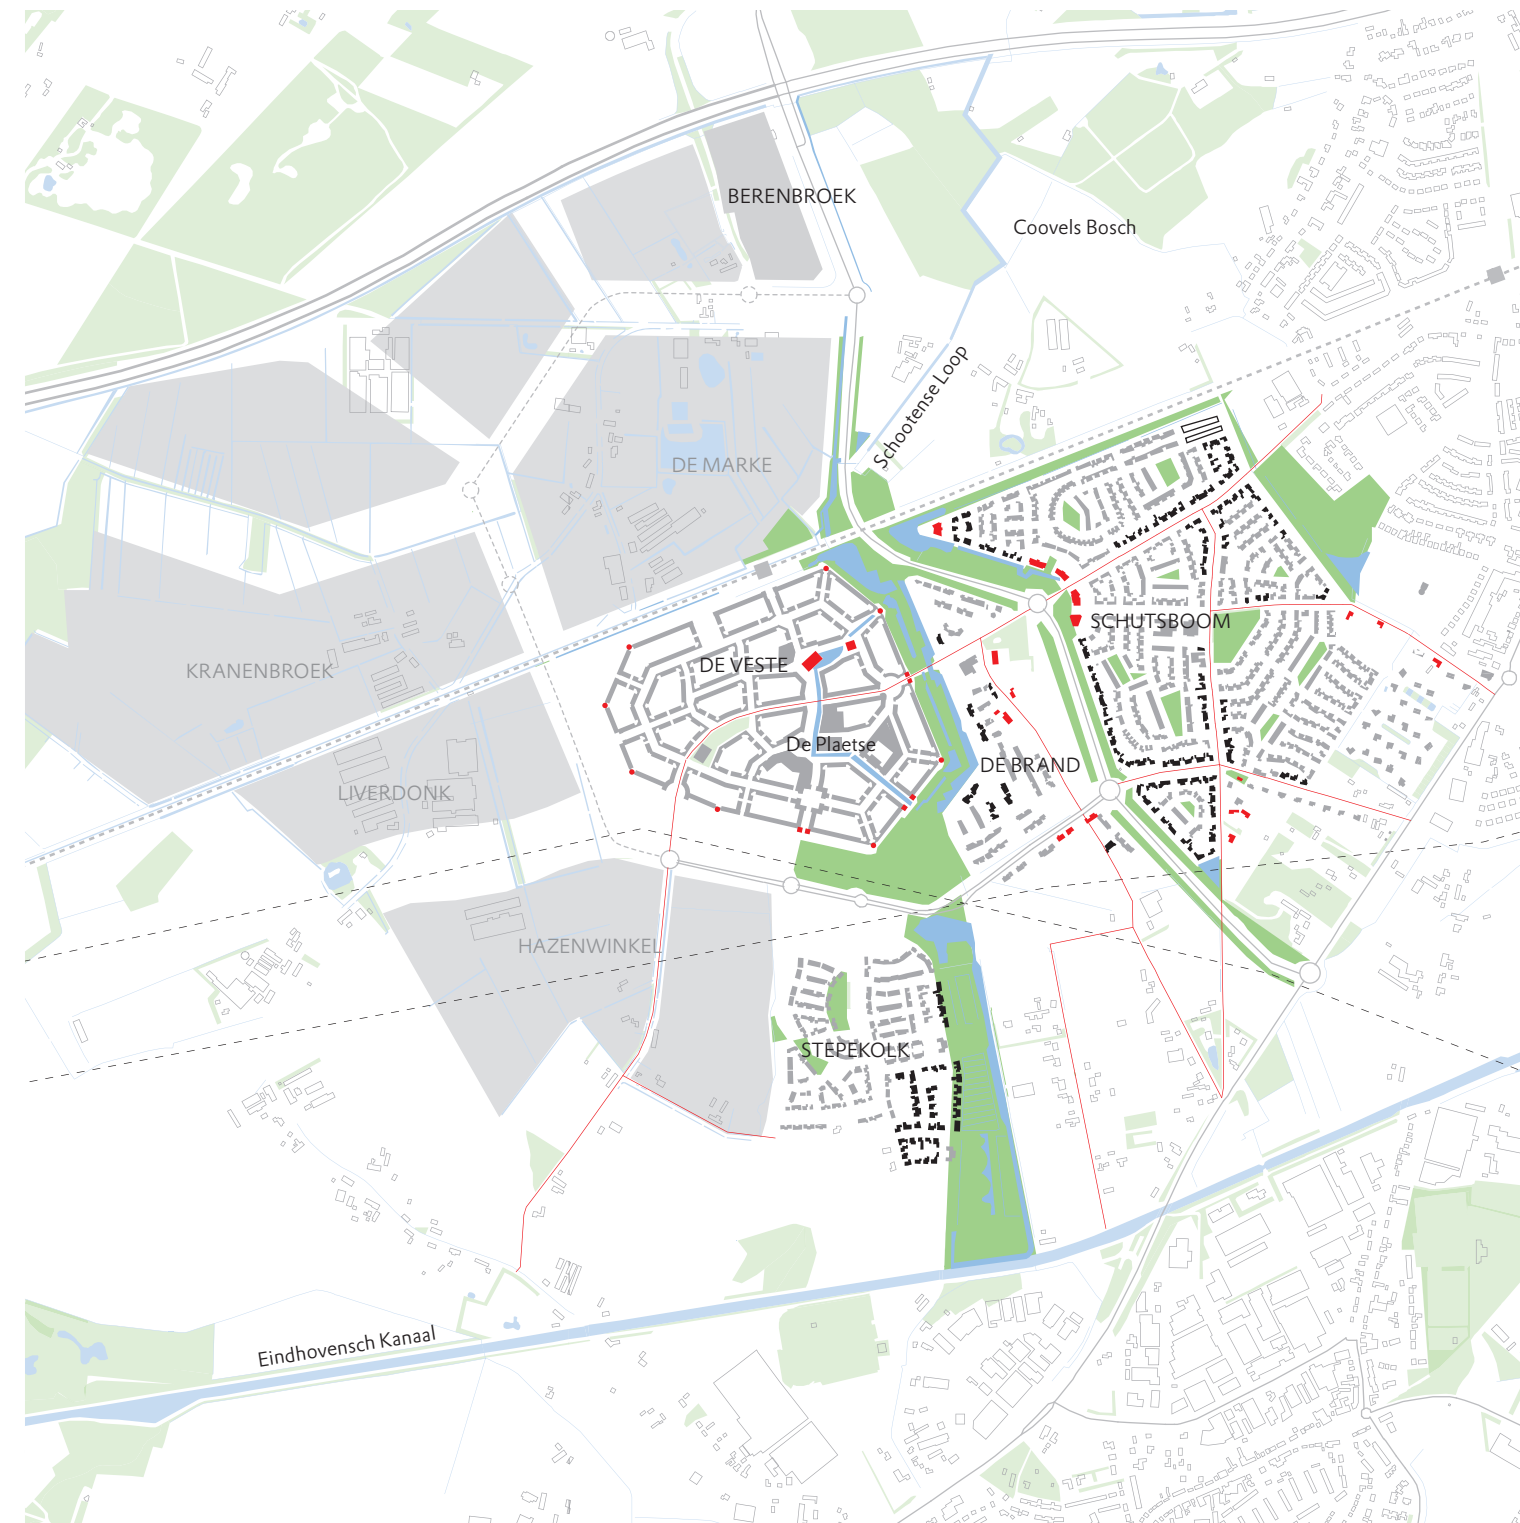 BERENBROEK
Coovels Bosch
Schootense Loop
DE MARKE
SCHUTSBOOM
KRANENBROEK
DE VESTE
De Plaetse
DE BRAND
LIVERDONK
HAZENWINKEL
STEPEKOLK
Eindhovensch Kanaal